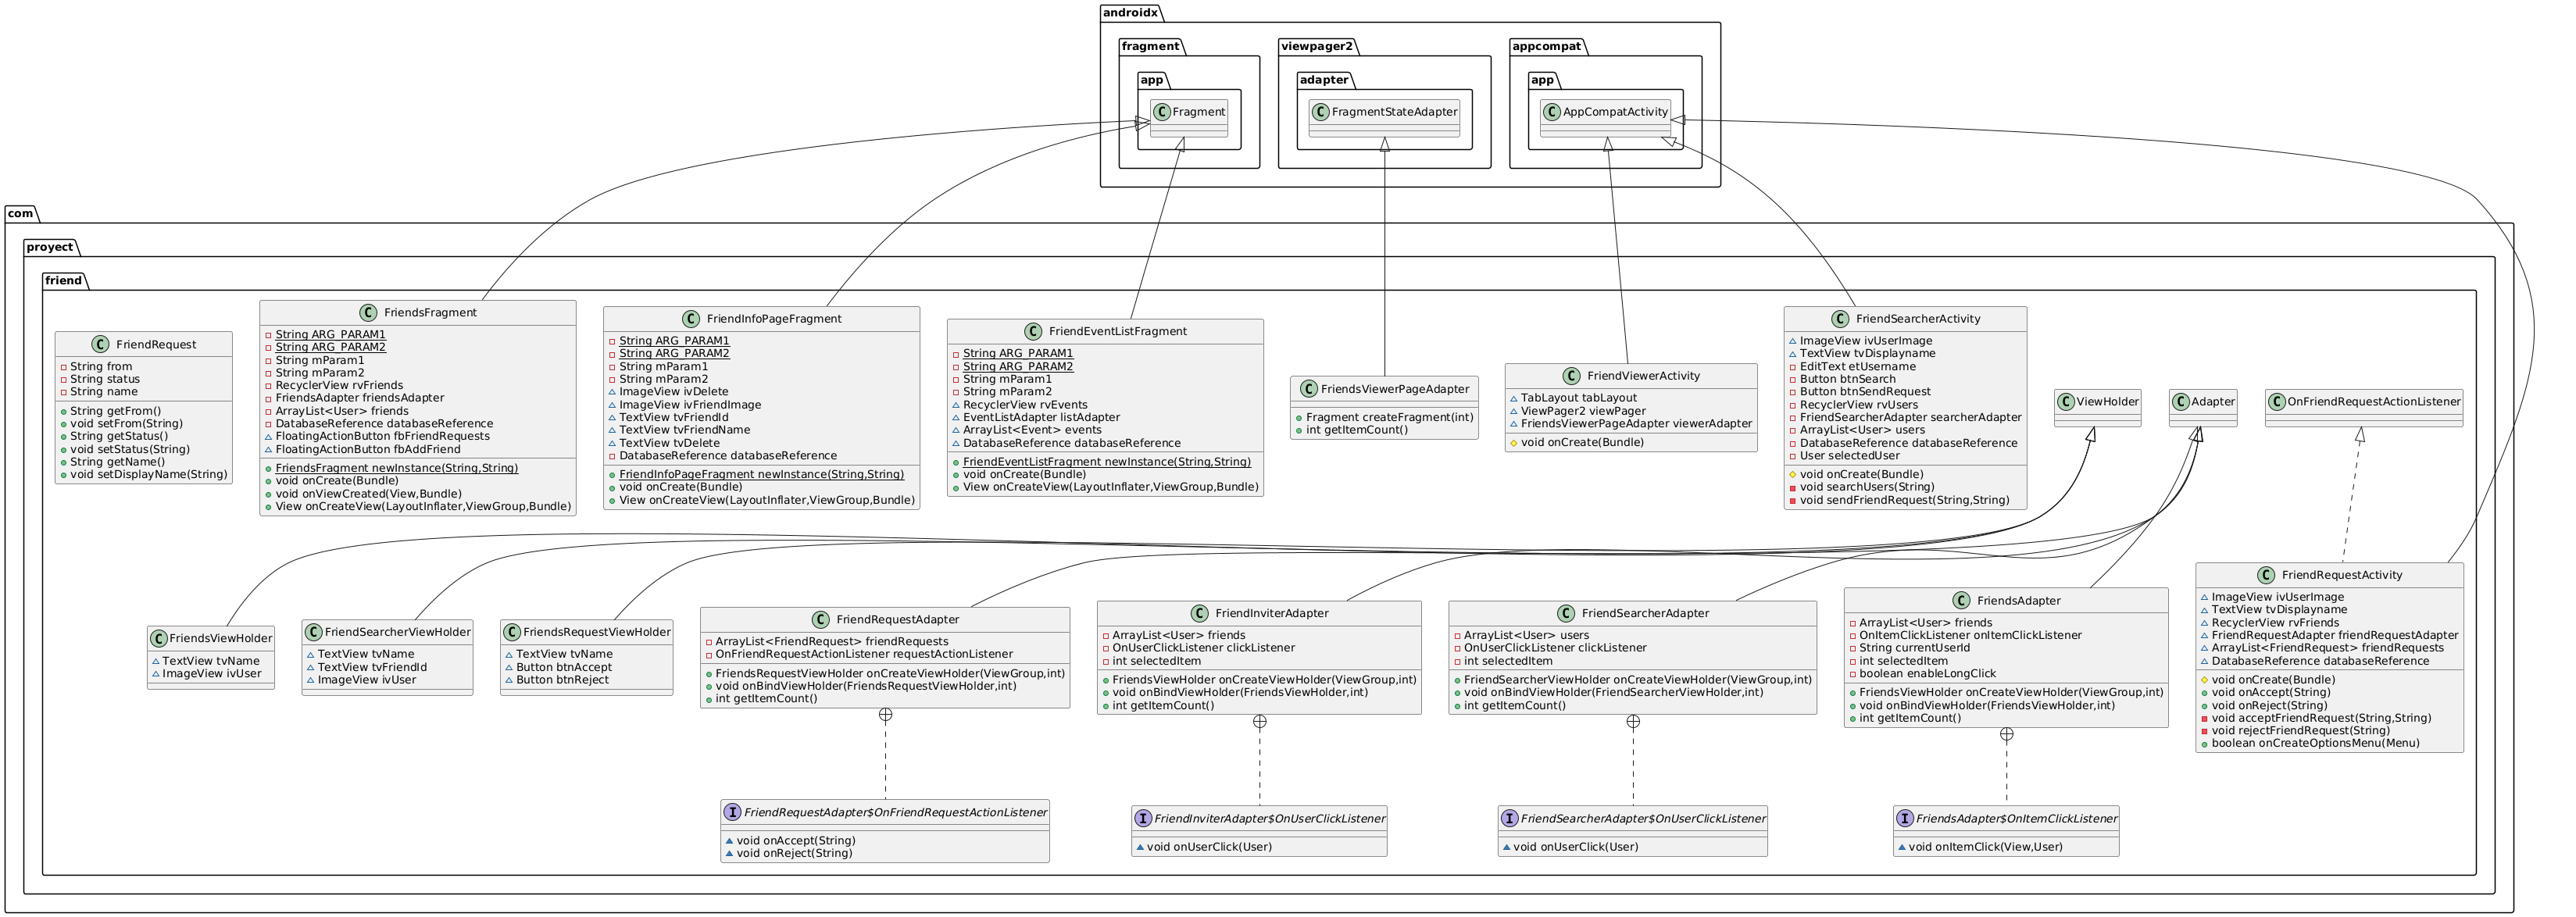 androidx
fragment
viewpager2
appcompat
app
adapter
app
C Fragment
C FragmentStateAdapter
C AppCompatActivity
com
proyect
friend
C FriendRequest
String from
String status
String name
String getFrom()
void setFrom(String)
String getStatus()
void setStatus(String)
String getName()
void setDisplayName(String)
C FriendsFragment
String ARG_PARAM1
String ARG_PARAM2
String mParam1
String mParam2
RecyclerView rvFriends
FriendsAdapter friendsAdapter
ArrayList<User> friends
DatabaseReference databaseReference
FloatingActionButton fbFriendRequests
FloatingActionButton fbAddFriend
FriendsFragment newInstance(String,String)
void onCreate(Bundle)
void onViewCreated(View,Bundle)
View onCreateView(LayoutInflater,ViewGroup,Bundle)
C FriendInfoPageFragment
String ARG_PARAM1
String ARG_PARAM2
String mParam1
String mParam2
ImageView ivDelete
ImageView ivFriendImage
TextView tvFriendId
TextView tvFriendName
TextView tvDelete
DatabaseReference databaseReference
FriendInfoPageFragment newInstance(String,String)
void onCreate(Bundle)
View onCreateView(LayoutInflater,ViewGroup,Bundle)
C FriendEventListFragment
String ARG_PARAM1
String ARG_PARAM2
String mParam1
String mParam2
RecyclerView rvEvents
EventListAdapter listAdapter
ArrayList<Event> events
DatabaseReference databaseReference
FriendEventListFragment newInstance(String,String)
void onCreate(Bundle)
View onCreateView(LayoutInflater,ViewGroup,Bundle)
C FriendsViewerPageAdapter
Fragment createFragment(int)
int getItemCount()
C FriendViewerActivity
TabLayout tabLayout
ViewPager2 viewPager
FriendsViewerPageAdapter viewerAdapter
void onCreate(Bundle)
C FriendSearcherActivity
ImageView ivUserImage
TextView tvDisplayname
EditText etUsername
Button btnSearch
Button btnSendRequest
RecyclerView rvUsers
FriendSearcherAdapter searcherAdapter
ArrayList<User> users
DatabaseReference databaseReference
User selectedUser
void onCreate(Bundle)
void searchUsers(String)
void sendFriendRequest(String,String)
C ViewHolder
C Adapter
C OnFriendRequestActionListener
C FriendsViewHolder
TextView tvName
ImageView ivUser
C FriendSearcherViewHolder
TextView tvName
TextView tvFriendId
ImageView ivUser
C FriendsRequestViewHolder
TextView tvName
Button btnAccept
Button btnReject
C FriendRequestAdapter
ArrayList<FriendRequest> friendRequests
OnFriendRequestActionListener requestActionListener
FriendsRequestViewHolder onCreateViewHolder(ViewGroup,int)
void onBindViewHolder(FriendsRequestViewHolder,int)
int getItemCount()
C FriendInviterAdapter
ArrayList<User> friends
OnUserClickListener clickListener
int selectedItem
FriendsViewHolder onCreateViewHolder(ViewGroup,int)
void onBindViewHolder(FriendsViewHolder,int)
int getItemCount()
C FriendSearcherAdapter
ArrayList<User> users
OnUserClickListener clickListener
int selectedItem
FriendSearcherViewHolder onCreateViewHolder(ViewGroup,int)
void onBindViewHolder(FriendSearcherViewHolder,int)
int getItemCount()
C FriendsAdapter
ArrayList<User> friends
OnItemClickListener onItemClickListener
String currentUserId
int selectedItem
boolean enableLongClick
FriendsViewHolder onCreateViewHolder(ViewGroup,int)
void onBindViewHolder(FriendsViewHolder,int)
int getItemCount()
C FriendRequestActivity
ImageView ivUserImage
TextView tvDisplayname
RecyclerView rvFriends
FriendRequestAdapter friendRequestAdapter
ArrayList<FriendRequest> friendRequests
DatabaseReference databaseReference
void onCreate(Bundle)
void onAccept(String)
void onReject(String)
void acceptFriendRequest(String,String)
void rejectFriendRequest(String)
boolean onCreateOptionsMenu(Menu)
I FriendRequestAdapter$OnFriendRequestActionListener
void onAccept(String)
void onReject(String)
I FriendInviterAdapter$OnUserClickListener
void onUserClick(User)
I FriendSearcherAdapter$OnUserClickListener
void onUserClick(User)
I FriendsAdapter$OnItemClickListener
void onItemClick(View,User)